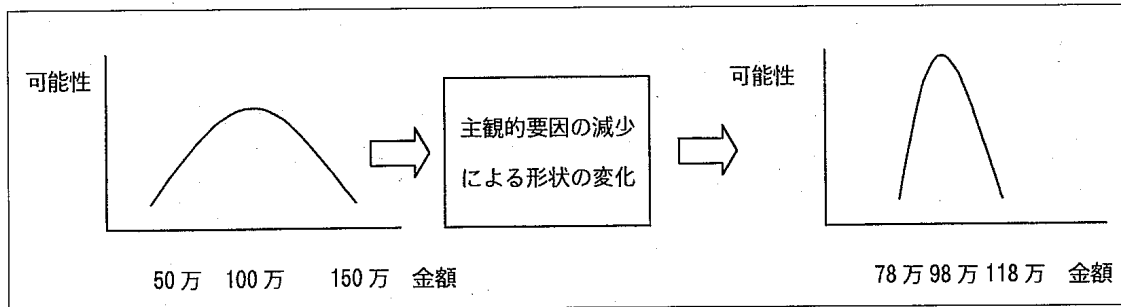 可能性
50万 100万 150万 金額
主観的要因の減少
による形状の変化
可能性
78万 98万 118万 金額